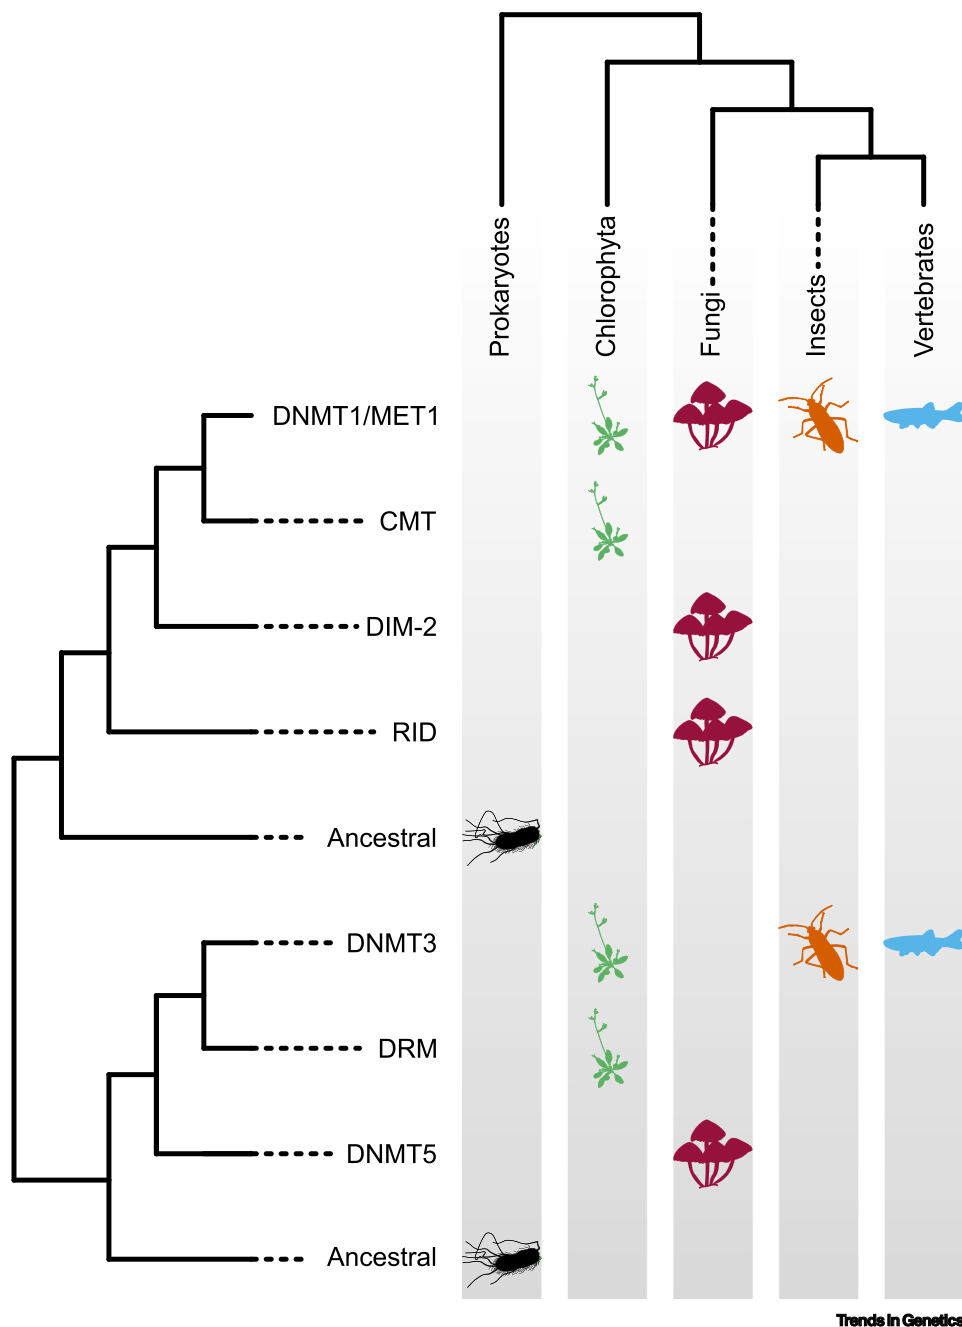 Prokaryotes
Chlorophyta
Fungi
Insects
Vertebrates
DNMT1/MET1
CMT
DIM-2
RID
Ancestral
DNMT3
DRM
DNMT5
Ancestral
Trends in Genetics